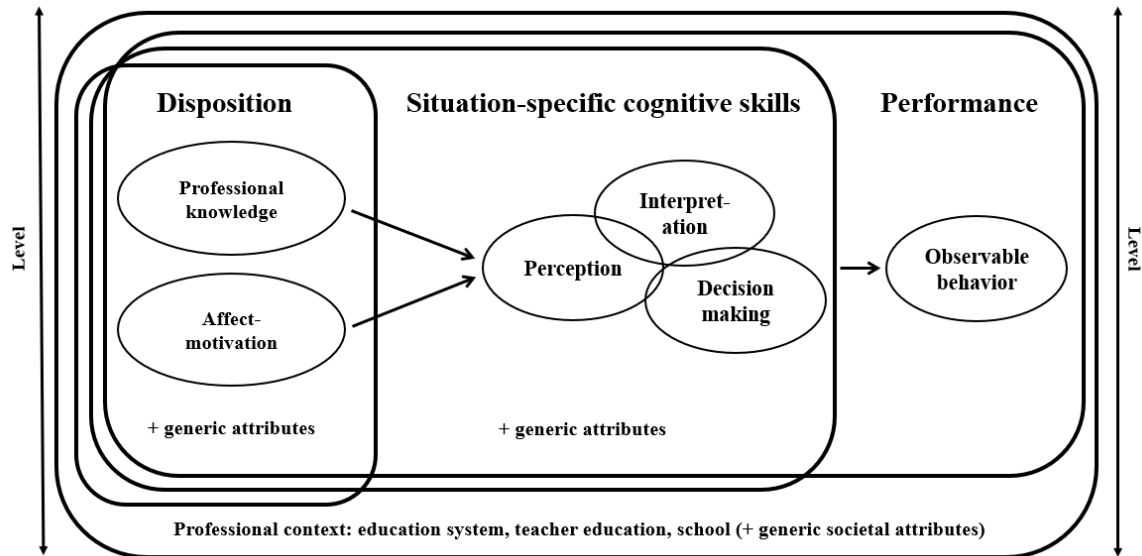 Level
Disposition
Situation-specific cognitive skills
Performance
Professional
knowledge
Affect-
motivation
+ generic attributes
Interpret-
ation
Perception
Decision
making
+ generic attributes
Observable
behavior
Level
Professional context: education system, teacher education, school (+ generic societal attributes)